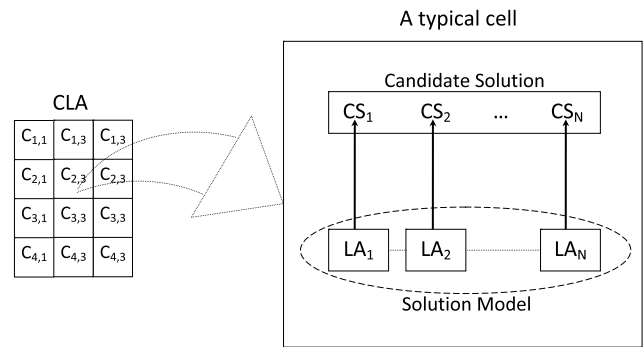 A typical cell
CLA
C1,1 C1,3 C1,3
C2,1 C2,3 C2,3
C3,1 C3,3 C3,3
C4,1 C4,3 C4,3
Candidate Solution
CS1 CS2 ... CSN
LA1 LA2 LAN
Solution Model